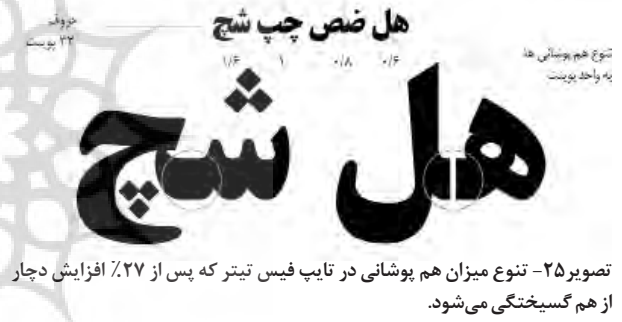 هل ضص چپ شچ
حروف
۳۲ پوینت
تنوع هم پوشانی ها
به واحد پوینت
۰/۶ ۰/۸ ۱ ۱/۶
هل شچ
تصویر۲۵- تنوع میزان هم پوشانی در تایپ فیس تیتر که پس از ۲۷٪ افزایش دچار
از هم گسیختگی می‌شود.